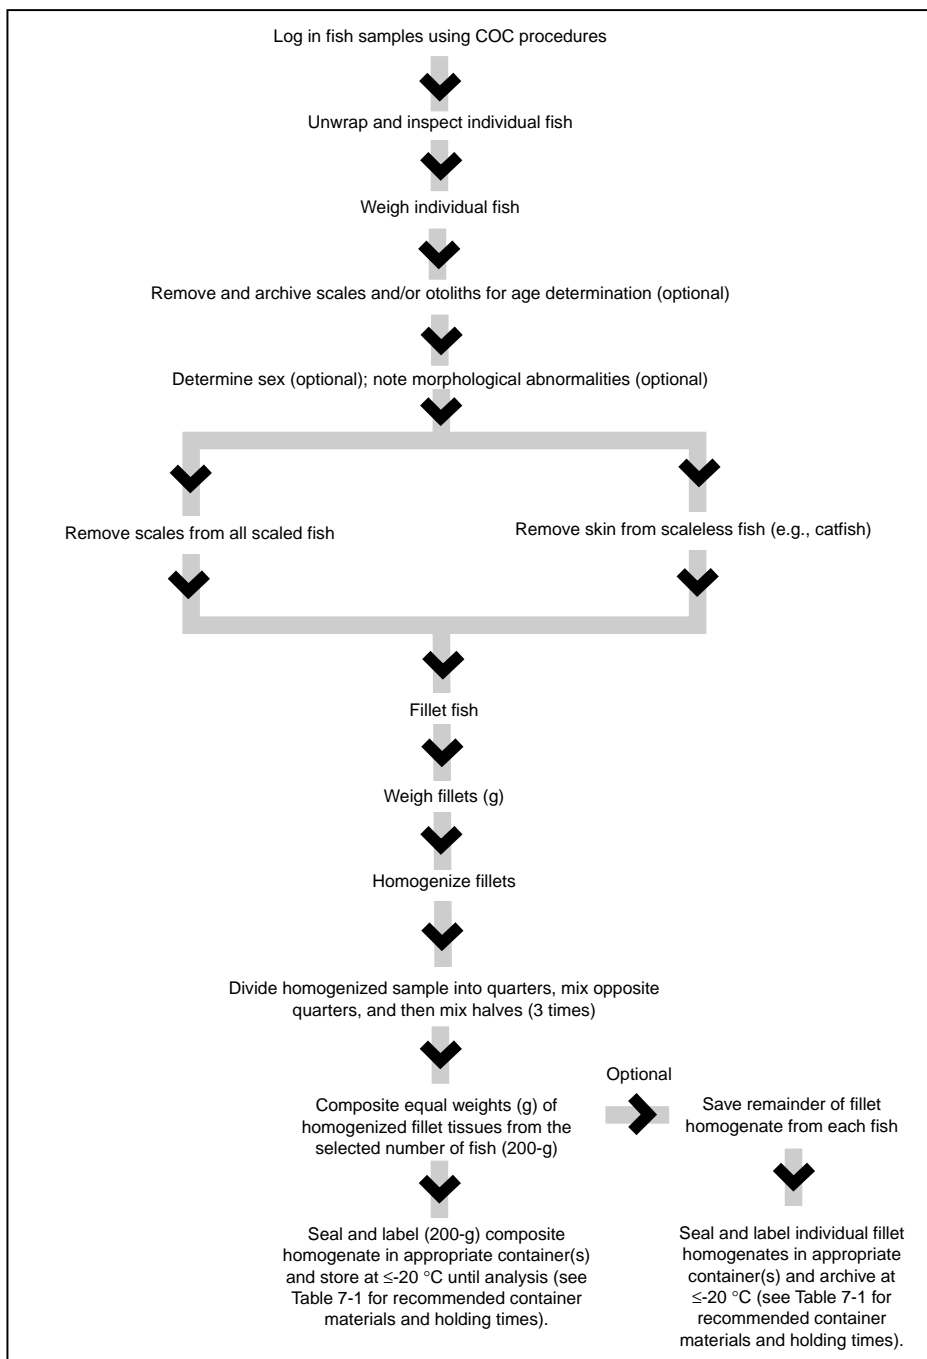 Log in fish samples using COC procedures
Unwrap and inspect individual fish
Weigh individual fish
Remove and archive scales and/or otoliths for age determination (optional)
Determine sex (optional); note morphological abnormalities (optional)
Remove scales from all scaled fish
Remove skin from scaleless fish (e.g., catfish)
Fillet fish
Weigh fillets (g)
Homogenize fillets
Divide homogenized sample into quarters, mix opposite
quarters, and then mix halves (3 times)
Composite equal weights (g) of
homogenized fillet tissues from the
selected number of fish (200-g)
Optional
Save remainder of fillet
homogenate from each fish
Seal and label (200-g) composite
homogenate in appropriate container(s)
and store at ≤-20 °C until analysis (see
Table 7-1 for recommended container
materials and holding times).
Seal and label individual fillet
homogenates in appropriate
container(s) and archive at
≤-20 °C (see Table 7-1 for
recommended container
materials and holding times).